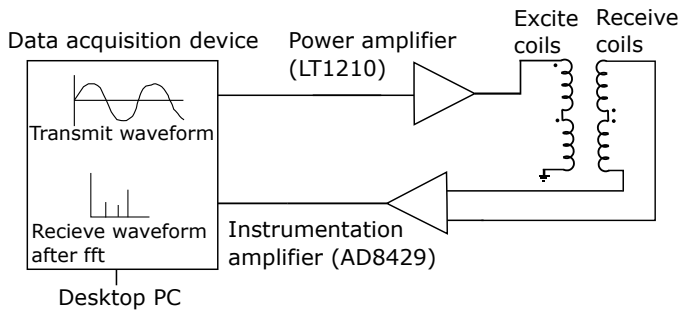 Data acquisition device
Power amplifier
(LT1210)
Excite
coils
Receive
coils
Transmit waveform
Recieve waveform
after fft
Instrumentation
amplifier (AD8429)
Desktop PC